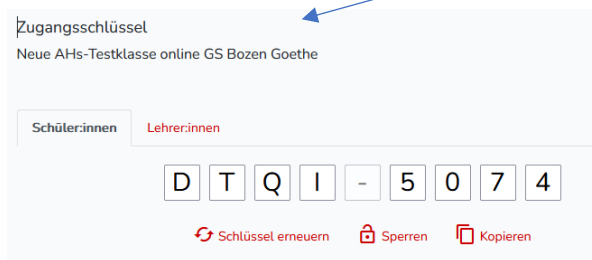 Zugangsschlüssel
Neue AHs-Testklasse online GS Bozen Goethe
Schüler:innen Lehrer:innen
D T Q I - 5 0 7 4
Schlüssel erneuern Sperren Kopieren